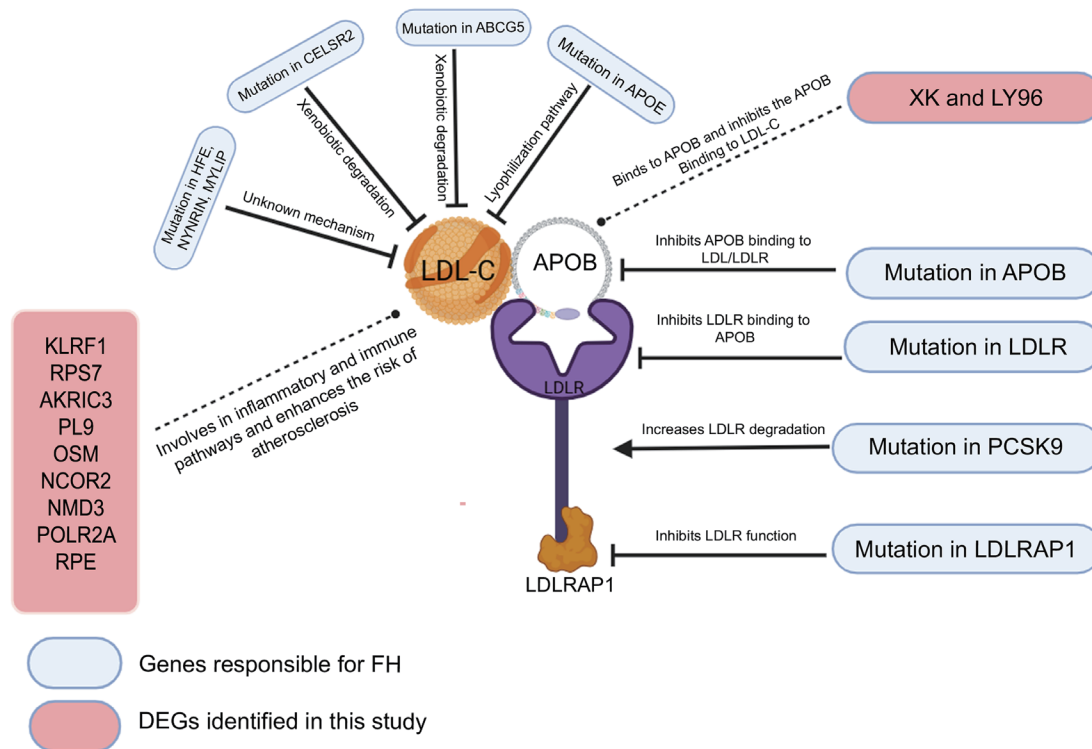 Mutation in ABCG5
Mutation in CELSR2
Mutation in APOE
Mutation in HFE,
NYNRIN, MYLIP
Xenobiotic degradation
Xenobiotic degradation
Lyophilization pathway
Unknown mechanism
XK and LY96
Binds to APOB and inhibits the APOB
Binding to LDL-C
LDL-C
APOB
Inhibits APOB binding to
LDL/LDLR
Mutation in APOB
Inhibits LDLR binding to
APOB
Mutation in LDLR
LDLR
Increases LDLR degradation
Mutation in PCSK9
Inhibits LDLR function
Mutation in LDLRAP1
LDLRAP1
KLRF1
RPS7
AKRIC3
PL9
OSM
NCOR2
NMD3
POLR2A
RPE
Involves in inflammatory and immune
pathways and enhances the risk of
atherosclerosis
Genes responsible for FH
DEGs identified in this study